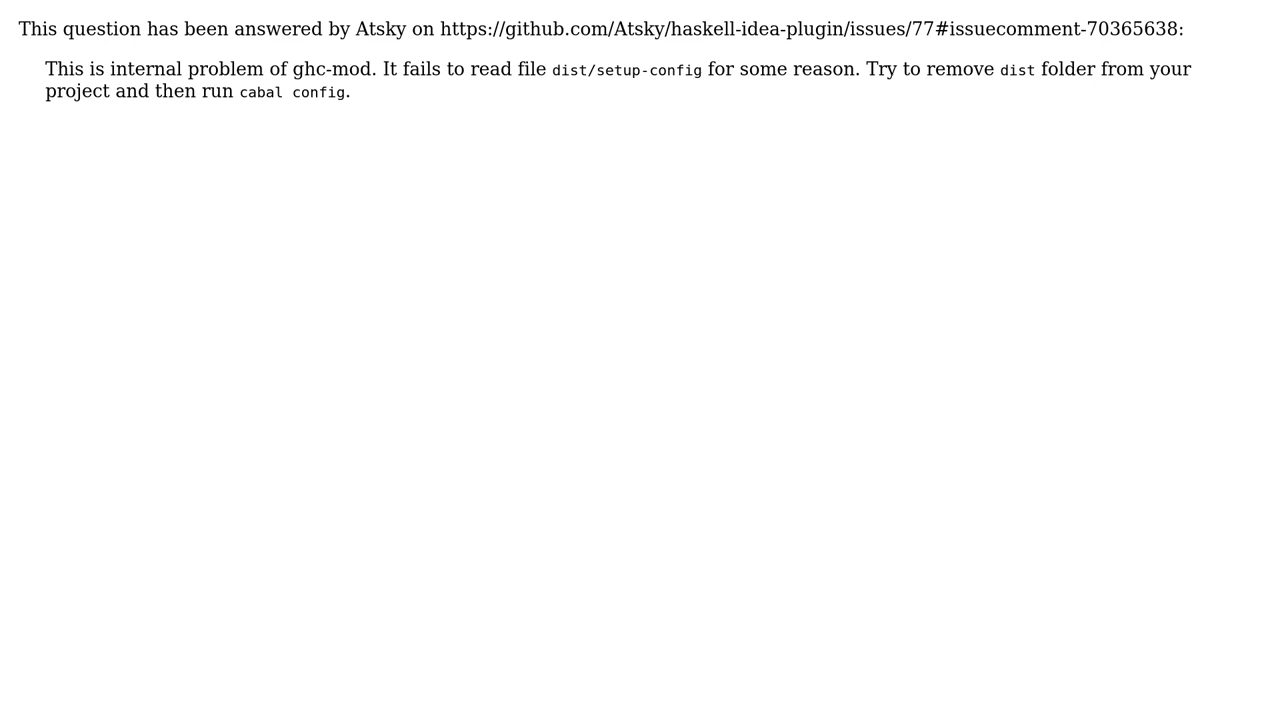 This question has been answered by Atsky on https://github.com/Atsky/haskell-idea-plugin/issues/77#issuecomment-70365638:
This is internal problem of ghc-mod. It fails to read file dist/setup-config for some reason. Try to remove dist folder from your
project and then run cabal config.